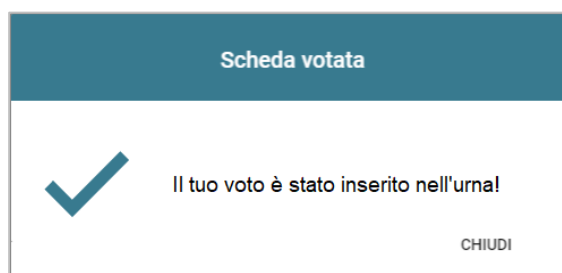 Scheda votata
Il tuo voto è stato inserito nell'urna!
CHIUDI